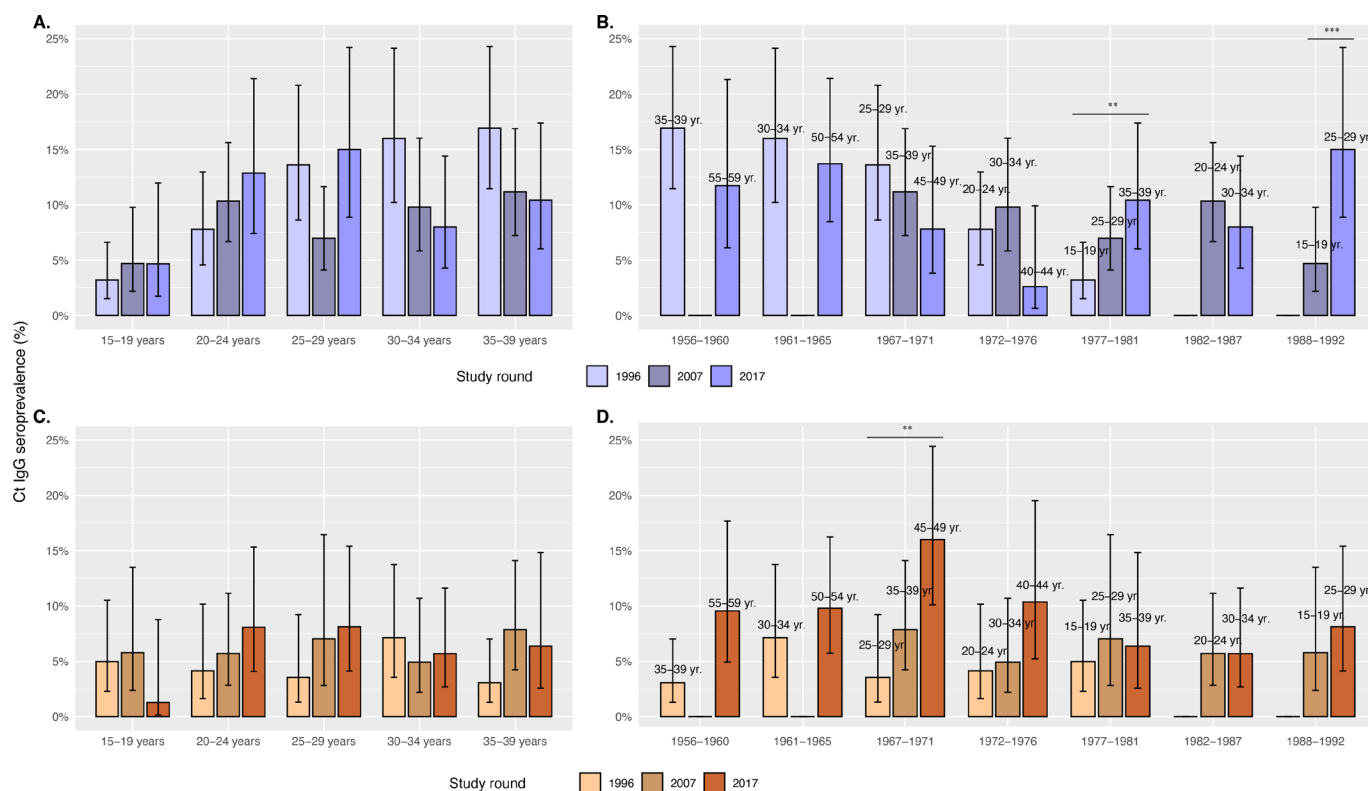 A.
B.
25%
20%
15%
10%
5%
0%
15–19 years
20–24 years
25–29 years
30–34 years
35–39 years
25%
20%
15%
10%
5%
0%
35–39 yr.
55–59 yr.
30–34 yr.
50–54 yr.
25–29 yr.
35–39 yr.
45–49 yr.
20–24 yr.
30–34 yr.
40–44 yr.
15–19 yr.
25–29 yr.
35–39 yr.
20–24 yr.
30–34 yr.
15–19 yr.
25–29 yr.
**
***
1956–1960
1961–1965
1967–1971
1972–1976
1977–1981
1982–1987
1988–1992
Study round 1996 2007 2017
Ct IgG seroprevalence (%)
C.
D.
25%
20%
15%
10%
5%
0%
15–19 years
20–24 years
25–29 years
30–34 years
35–39 years
25%
20%
15%
10%
5%
0%
35–39 yr.
55–59 yr.
30–34 yr.
50–54 yr.
25–29 yr.
35–39 yr.
45–49 yr.
20–24 yr.
30–34 yr.
40–44 yr.
15–19 yr.
25–29 yr.
35–39 yr.
20–24 yr.
30–34 yr.
15–19 yr.
25–29 yr.
**
1956–1960
1961–1965
1967–1971
1972–1976
1977–1981
1982–1987
1988–1992
Study round 1996 2007 2017